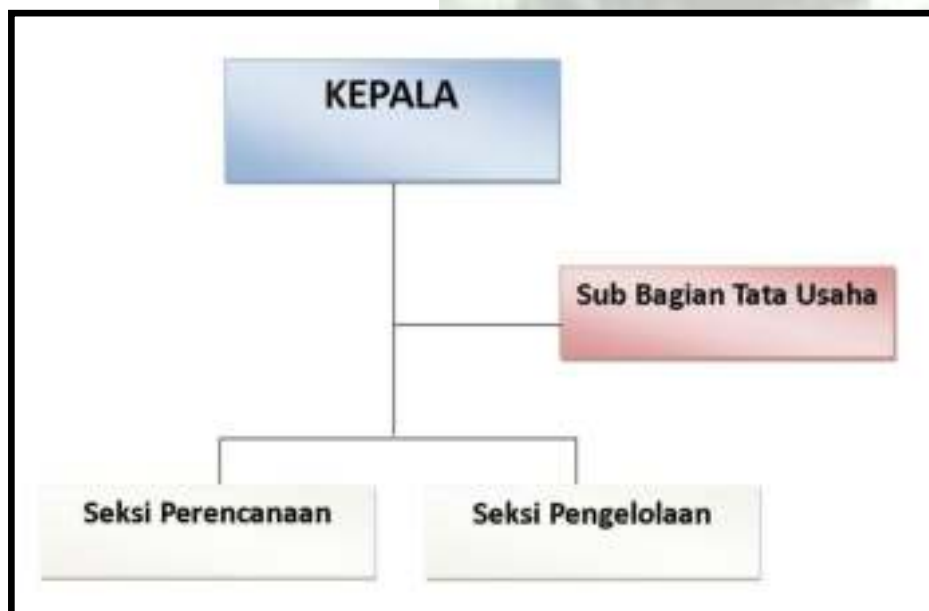 KEPALA
Sub Bagian Tata Usaha
Seksi Perencanaan
Seksi Pengelolaan